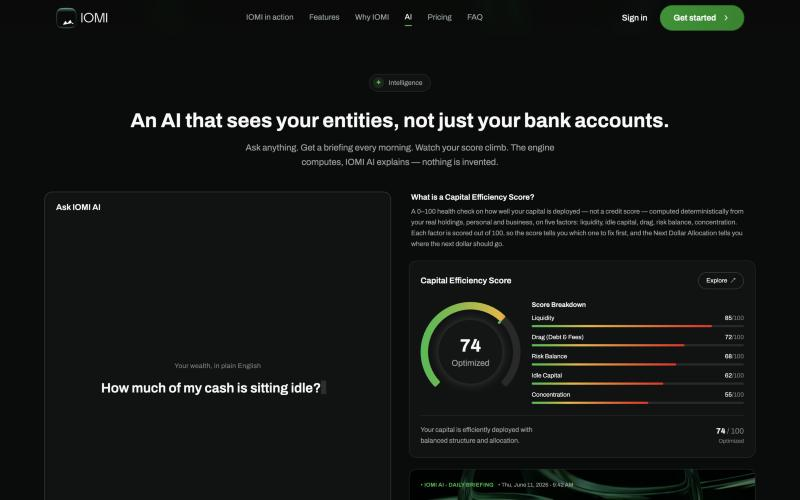 IOMI
IOMI in action
Features
Why IOMI
AI
Pricing
FAQ
Sign in
Get started
Intelligence
An AI that sees your entities, not just your bank accounts.
Ask anything. Get a briefing every morning. Watch your score climb. The engine
computes, IOMI AI explains — nothing is invented.
Ask IOMI AI
Your wealth, in plain English
How much of my cash is sitting idle?
What is a Capital Efficiency Score?
A 0–100 health check on how well your capital is deployed — not a credit score — computed deterministically from
your real holdings, personal and business, on five factors: liquidity, idle capital, drag, risk balance, concentration.
Each factor is scored out of 100, so the score tells you which one to fix first, and the Next Dollar Allocation tells you
where the next dollar should go.
Capital Efficiency Score
Explore ↗
74
Optimized
Score Breakdown
Liquidity 85/100
Drag (Debt & Fees) 72/100
Risk Balance 68/100
Idle Capital 62/100
Concentration 55/100
Your capital is efficiently deployed with
balanced structure and allocation.
74 / 100
Optimized
• IOMI AI - DAILY BRIEFING • Thu, June 11, 2026 - 9:42 AM